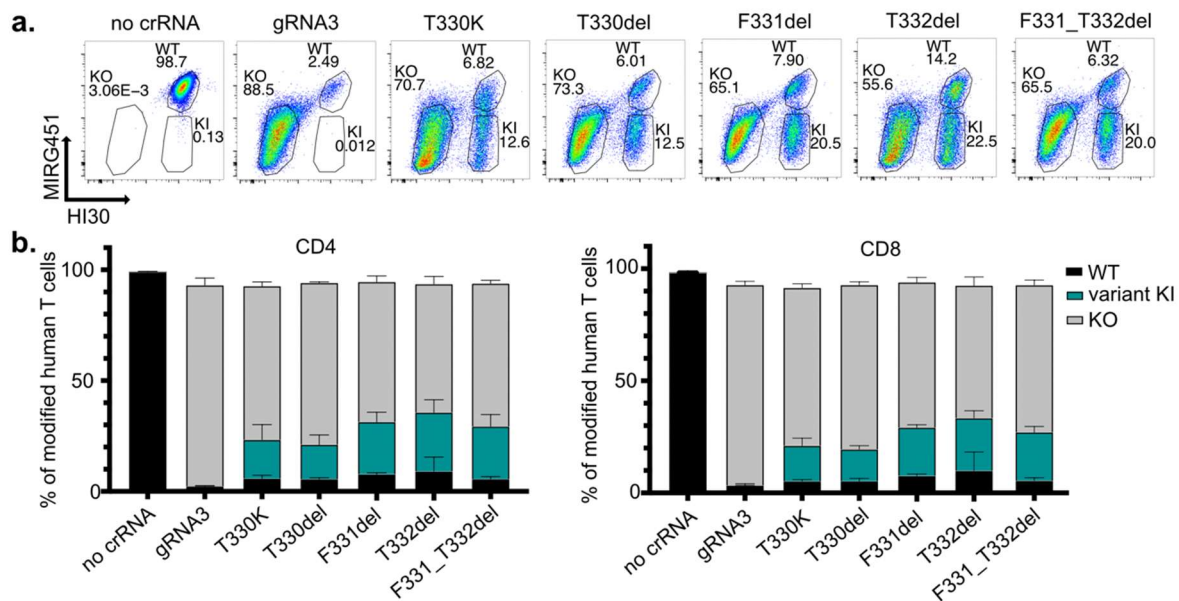 a.
no crRNA
gRNA3
T330K
T330del
F331del
T332del
F331_T332del
WT
98.7
KO
3.06E−3
KI
0.13
WT
2.49
KO
88.5
KI
0.012
WT
6.82
KO
70.7
KI
12.6
WT
6.01
KO
73.3
KI
12.5
WT
7.90
KO
65.1
KI
20.5
WT
14.2
KO
55.6
KI
22.5
WT
6.32
KO
65.5
KI
20.0
MIRG451
HI30
b.
CD4
% of modified human T cells
100
50
0
no crRNA
gRNA3
T330K
T330del
F331del
T332del
F331_T332del
CD8
% of modified human T cells
100
50
0
no crRNA
gRNA3
T330K
T330del
F331del
T332del
F331_T332del
WT
variant KI
KO